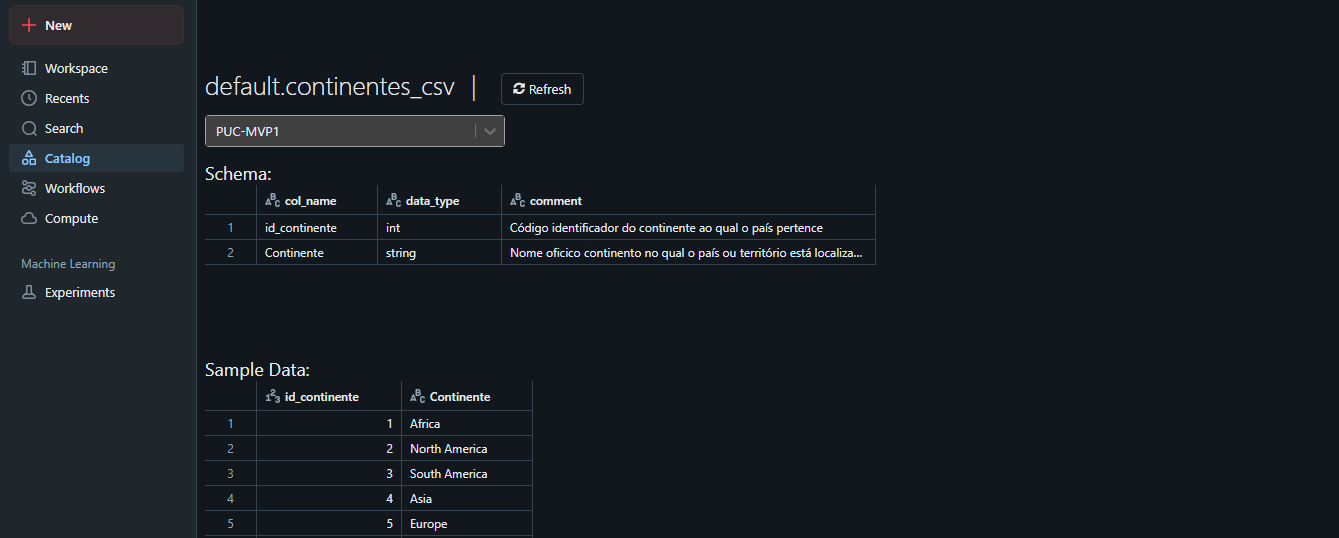 New
Workspace
Recents
Search
Catalog
Workflows
Compute
Machine Learning
Experiments
default.continentes_csv | Refresh
PUC-MVP1
Schema:
col_name data_type comment
1 id_continente int Código identificador do continente ao qual o país pertence
2 Continente string Nome oficico continento no qual o país ou território está localiza...
Sample Data:
id_continente Continente
1 1 Africa
2 2 North America
3 3 South America
4 4 Asia
5 5 Europe